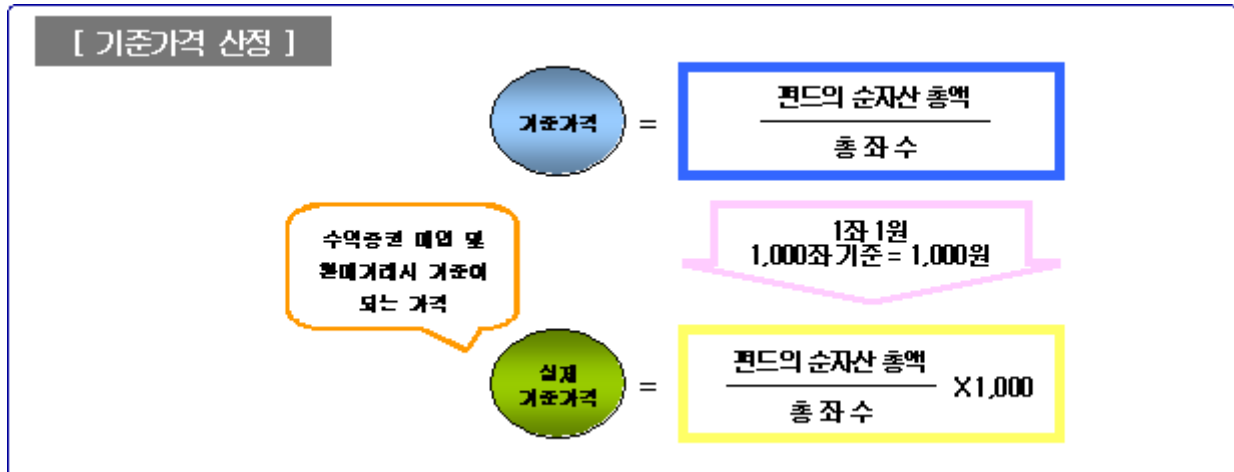 [ 기준가격 산정 ]
기준가격 =
펀드의 순자산 총액
총 좌 수
1좌 1원
1,000좌 기준 = 1,000원
수익증권 매입 및
환매거래시 기준이
되는 가격
실제
기준가격 =
펀드의 순자산 총액
총 좌 수
X1,000